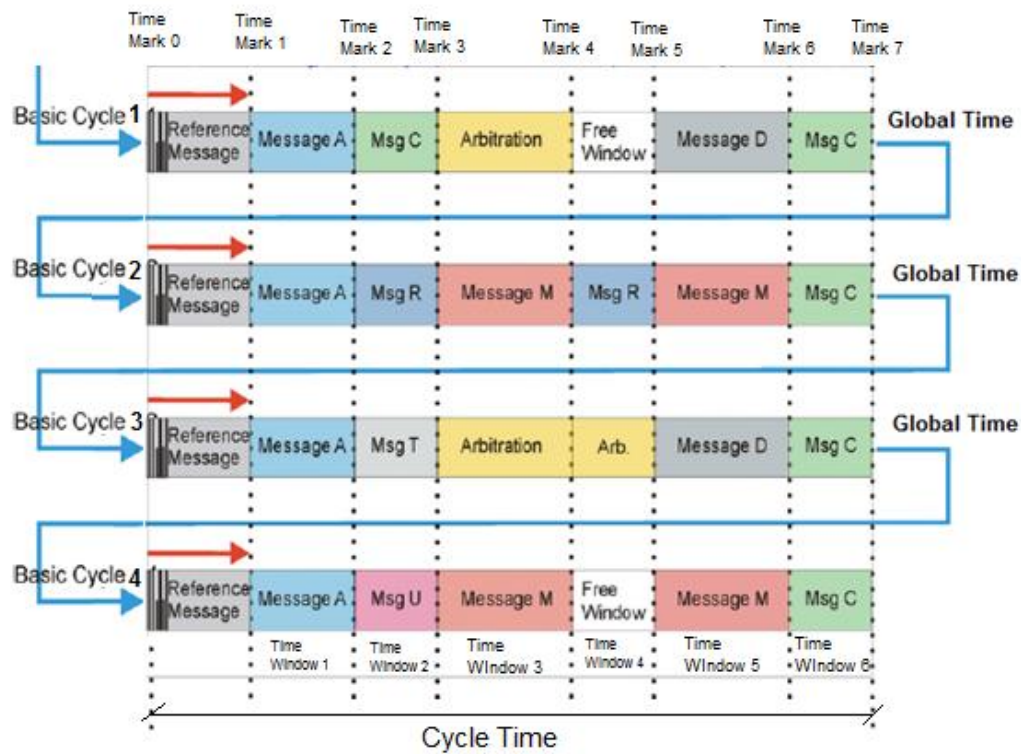 Time Mark 0
Time Mark 1
Time Mark 2
Time Mark 3
Time Mark 4
Time Mark 5
Time Mark 6
Time Mark 7
Basic Cycle 1
Reference Message
Message A
Msg C
Arbitration
Free Window
Message D
Msg C
Global Time
Basic Cycle 2
Reference Message
Message A
Msg R
Message M
Msg R
Message M
Msg C
Global Time
Basic Cycle 3
Reference Message
Message A
Msg T
Arbitration
Arb.
Message D
Msg C
Global Time
Basic Cycle 4
Reference Message
Message A
Msg U
Message M
Free Window
Message M
Msg C
Time Window 1
Time Window 2
Time WIndow 3
Time Window 4
Time WIndow 5
Time WIndow 6
Cycle Time